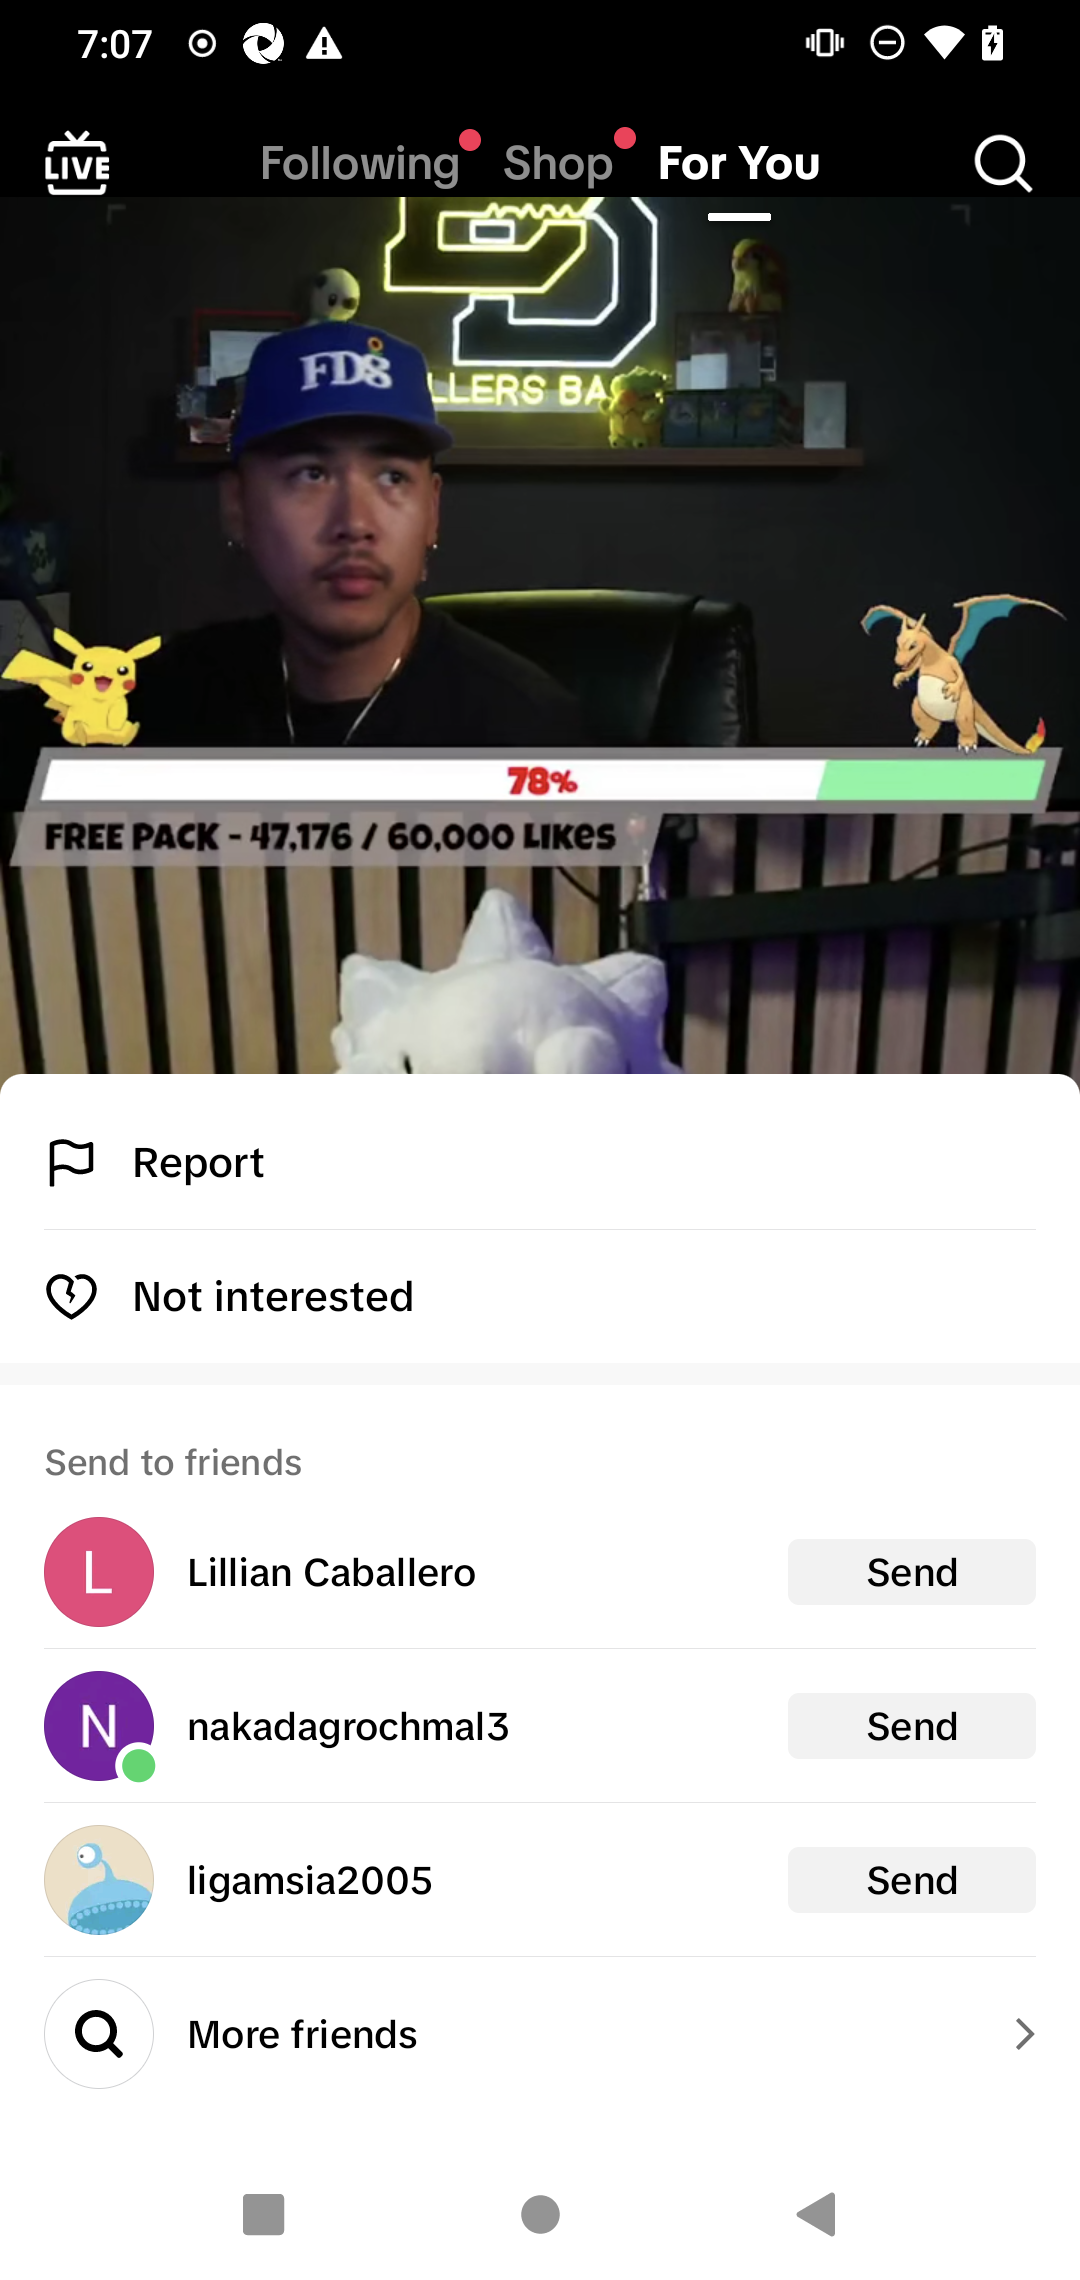 7:07
LIVE
Following Shop For You
FD8
LLERS BA
78%
FREE PACK - 47,176 / 60,000 LIKES
Report
Not interested
Send to friends
L Lillian Caballero Send
N nakadagrochmal3 Send
ligamsia2005 Send
More friends